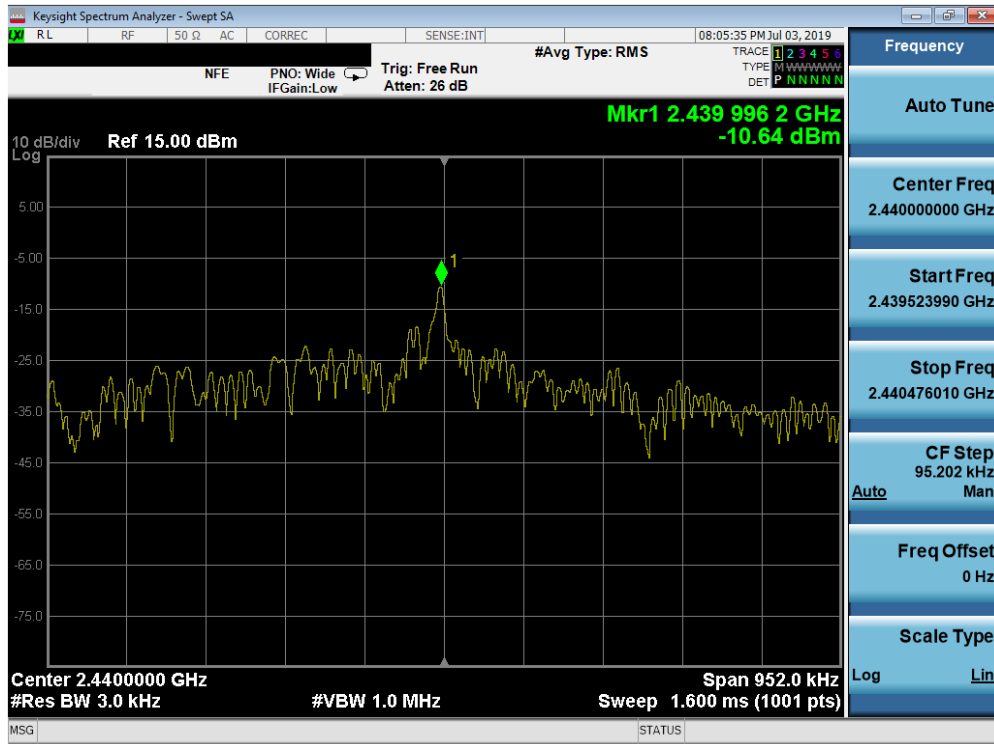 Keysight Spectrum Analyzer - Swept SA
LXI RL RF 50 Ω AC CORREC SENSE:INT 08:05:35 PM Jul 03, 2019
NFE PNO: Wide Trig: Free Run #Avg Type: RMS TRACE 1 2 3 4 5 6
IFGain:Low Atten: 26 dB TYPE M W W W W W
DET P N N N N N
Mkr1 2.439 996 2 GHz
-10.64 dBm
10 dB/div Ref 15.00 dBm
Log
5.00
-5.00
1
-15.0
-25.0
-35.0
-45.0
-55.0
-65.0
-75.0
Center 2.4400000 GHz Span 952.0 kHz
#Res BW 3.0 kHz #VBW 1.0 MHz Sweep 1.600 ms (1001 pts)
MSG STATUS
Frequency
Auto Tune
Center Freq
2.440000000 GHz
Start Freq
2.439523990 GHz
Stop Freq
2.440476010 GHz
CF Step
95.202 kHz
Auto Man
Freq Offset
0 Hz
Scale Type
Log Lin